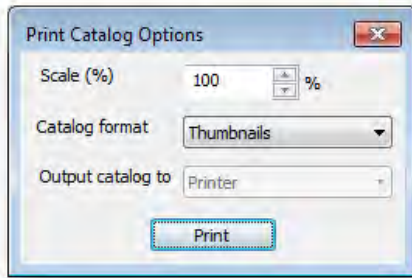 Print Catalog Options
Scale (%) 100 %
Catalog format Thumbnails
Output catalog to Printer
Print